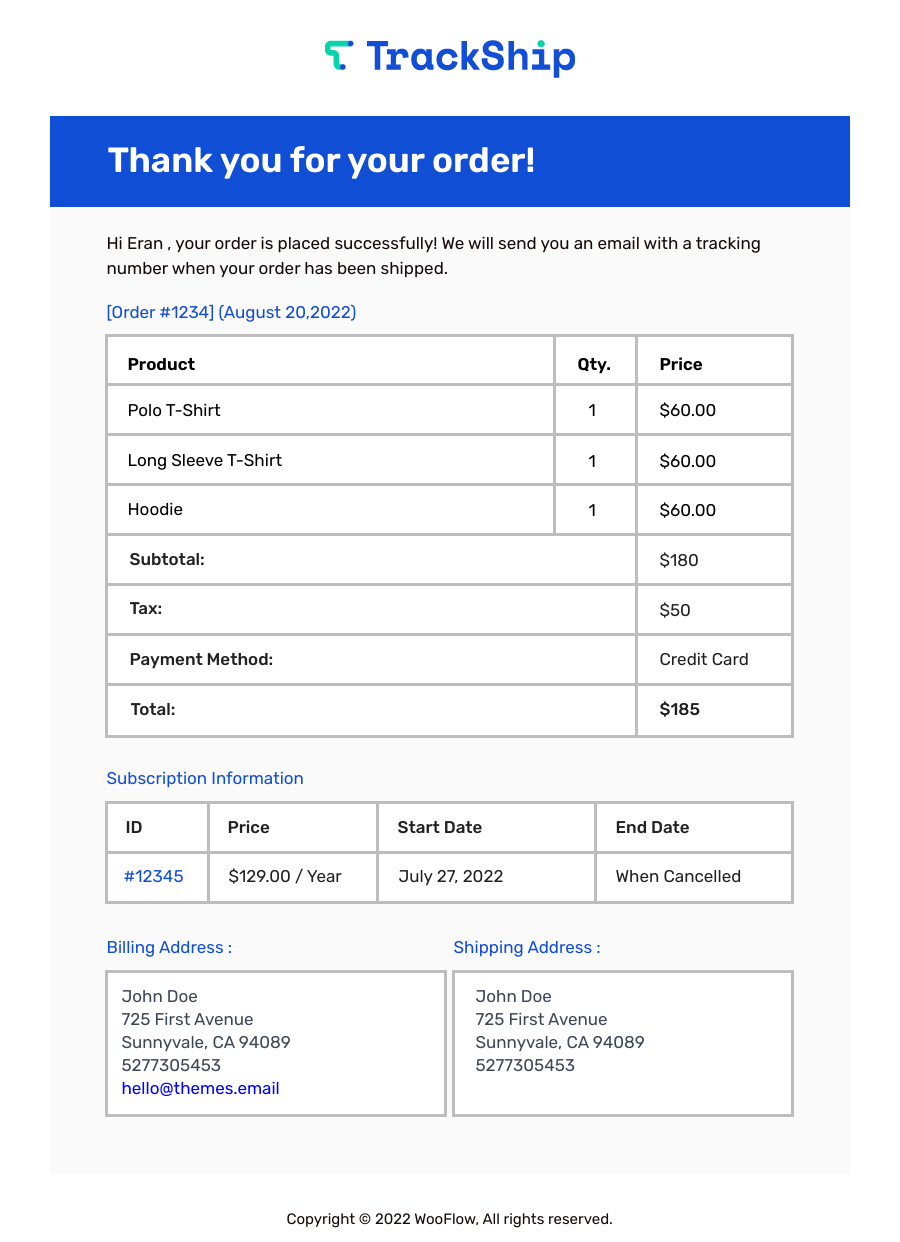 TrackShip
Thank you for your order!
Hi Eran , your order is placed successfully! We will send you an email with a tracking
number when your order has been shipped.
[Order #1234] (August 20,2022)
Product Qty. Price
Polo T-Shirt 1 $60.00
Long Sleeve T-Shirt 1 $60.00
Hoodie 1 $60.00
Subtotal: $180
Tax: $50
Payment Method: Credit Card
Total: $185
Subscription Information
ID Price Start Date End Date
#12345 $129.00 / Year July 27, 2022 When Cancelled
Billing Address : Shipping Address :
John Doe John Doe
725 First Avenue 725 First Avenue
Sunnyvale, CA 94089 Sunnyvale, CA 94089
5277305453 5277305453
hello@themes.email
Copyright © 2022 WooFlow, All rights reserved.